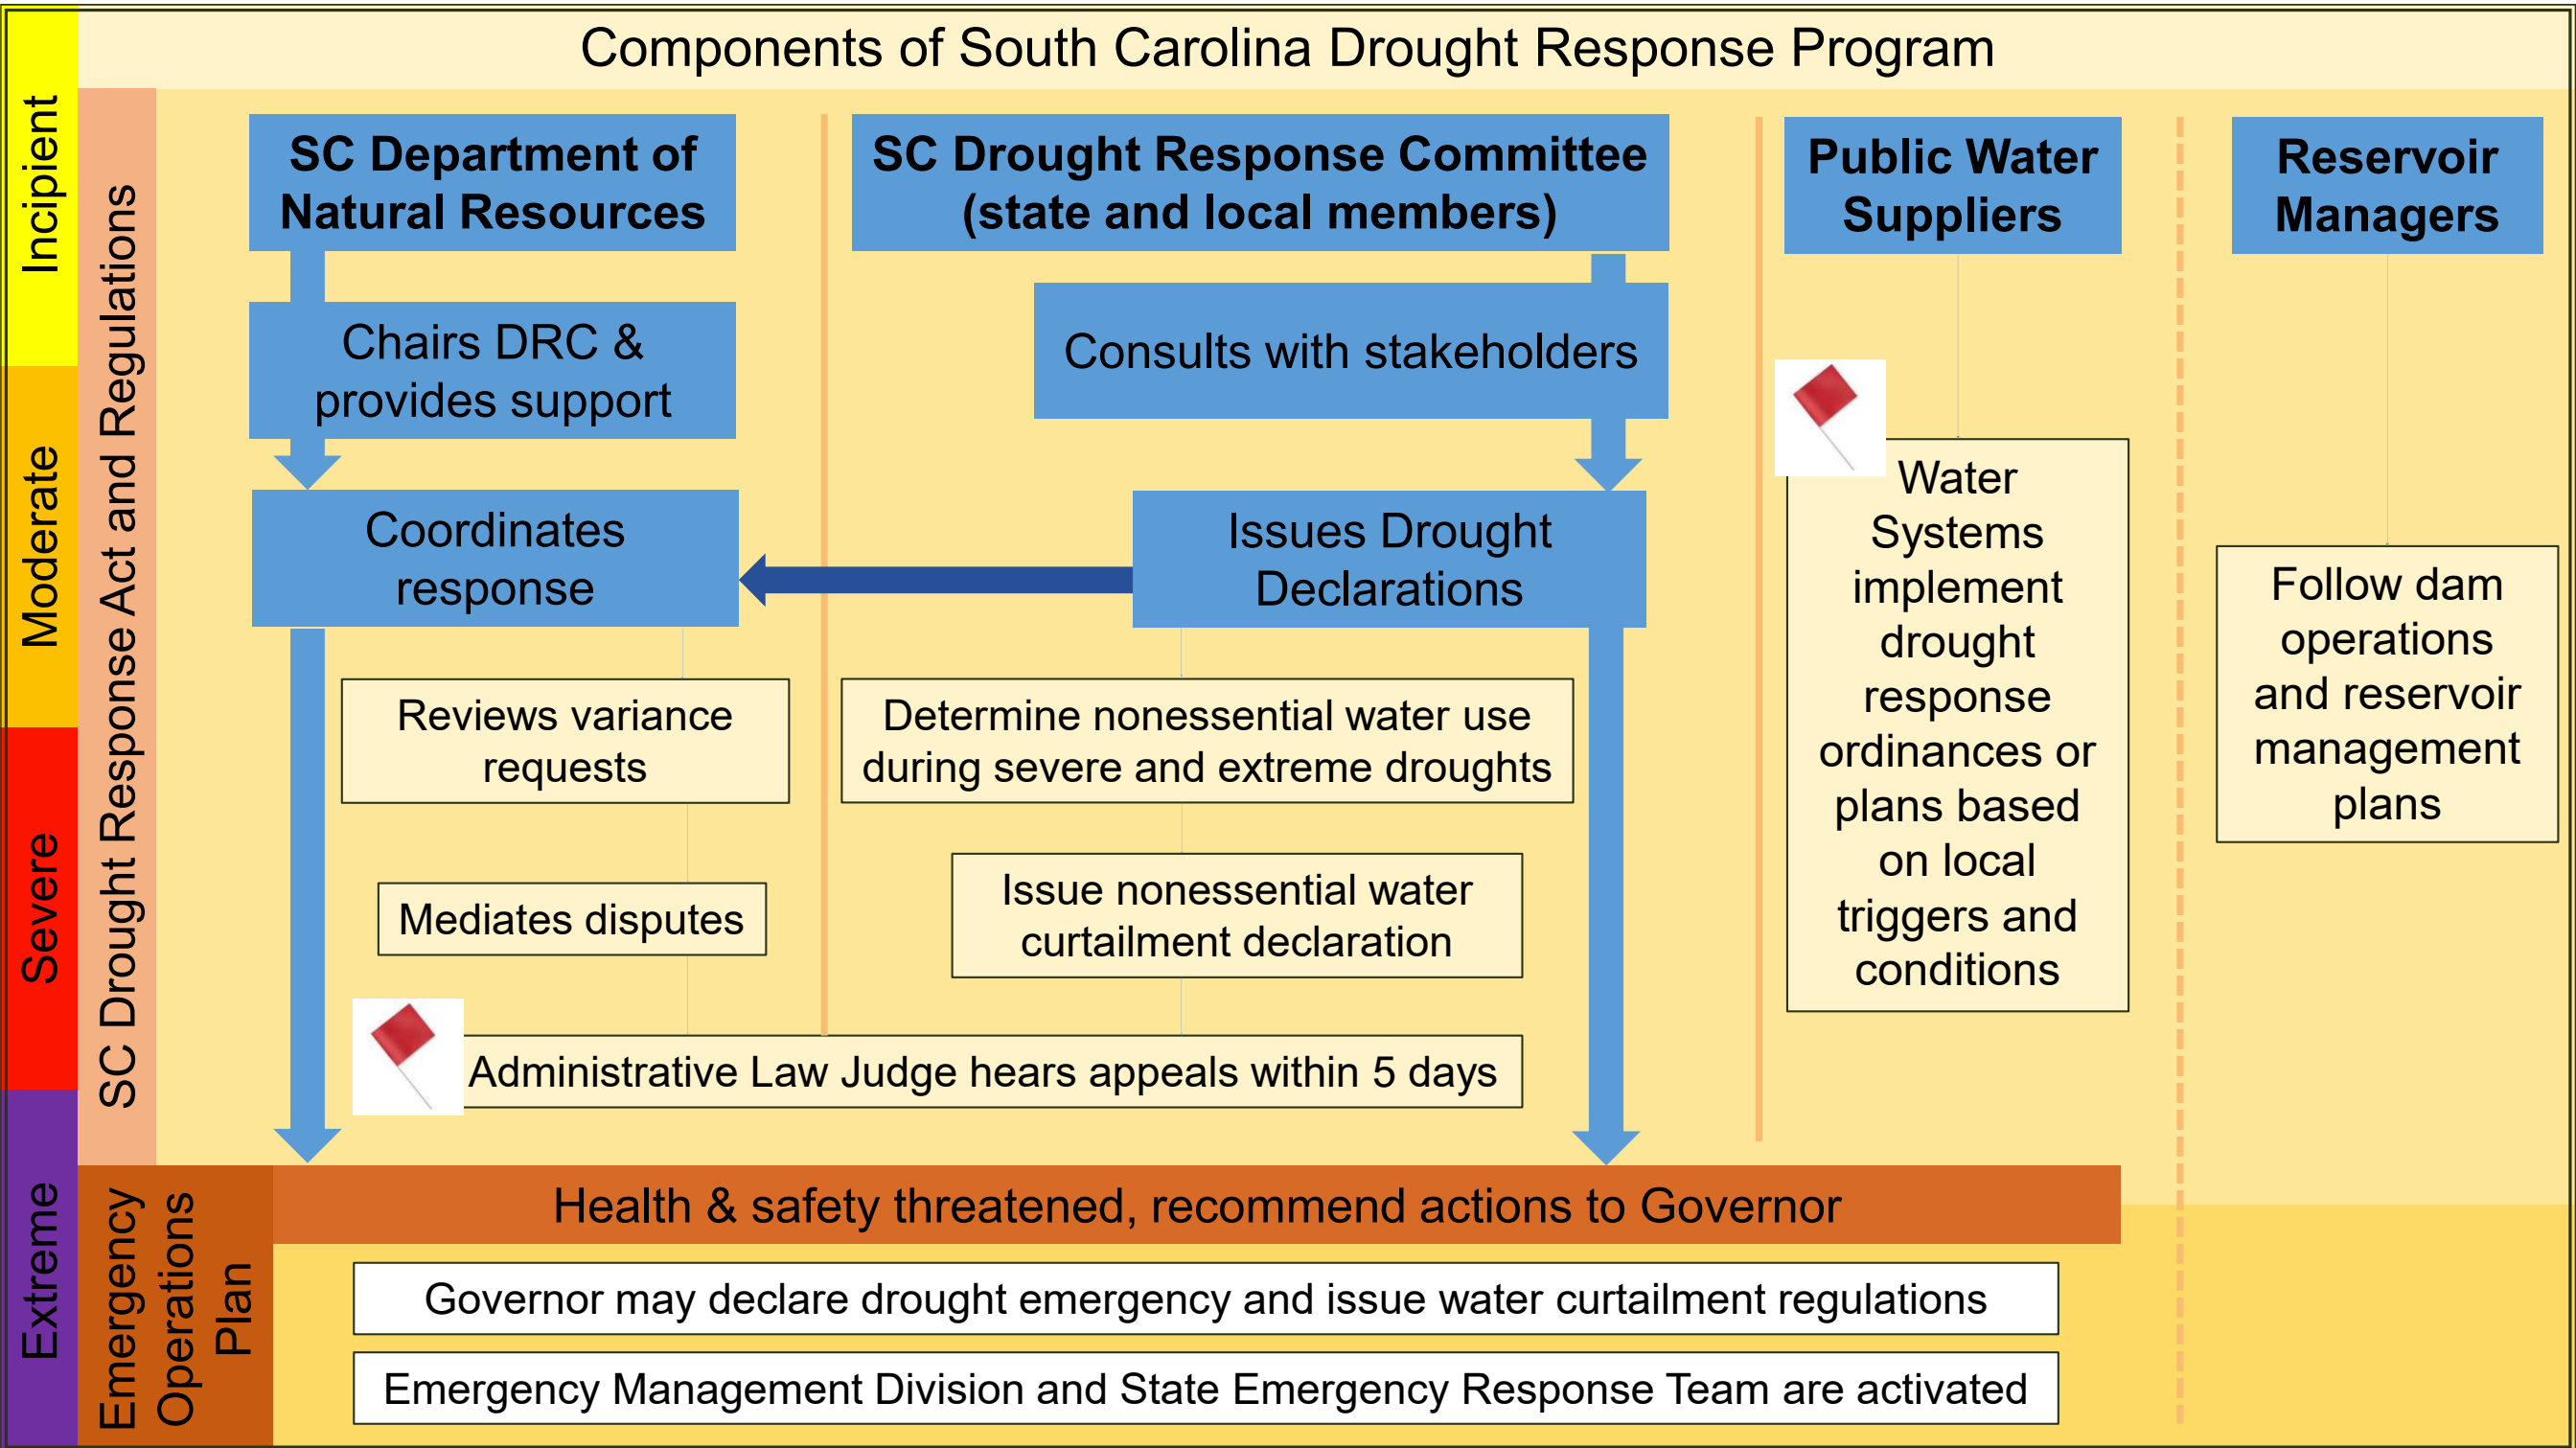 Components of South Carolina Drought Response Program
Incipient
Moderate
Severe
Extreme
SC Drought Response Act and Regulations
Emergency
Operations
Plan
SC Department of
Natural Resources
Chairs DRC &
provides support
Coordinates
response
Reviews variance
requests
Mediates disputes
SC Drought Response Committee
(state and local members)
Consults with stakeholders
Issues Drought
Declarations
Determine nonessential water use
during severe and extreme droughts
Issue nonessential water
curtailment declaration
Administrative Law Judge hears appeals within 5 days
Public Water
Suppliers
Water
Systems
implement
drought
response
ordinances or
plans based
on local
triggers and
conditions
Reservoir
Managers
Follow dam
operations
and reservoir
management
plans
Health & safety threatened, recommend actions to Governor
Governor may declare drought emergency and issue water curtailment regulations
Emergency Management Division and State Emergency Response Team are activated